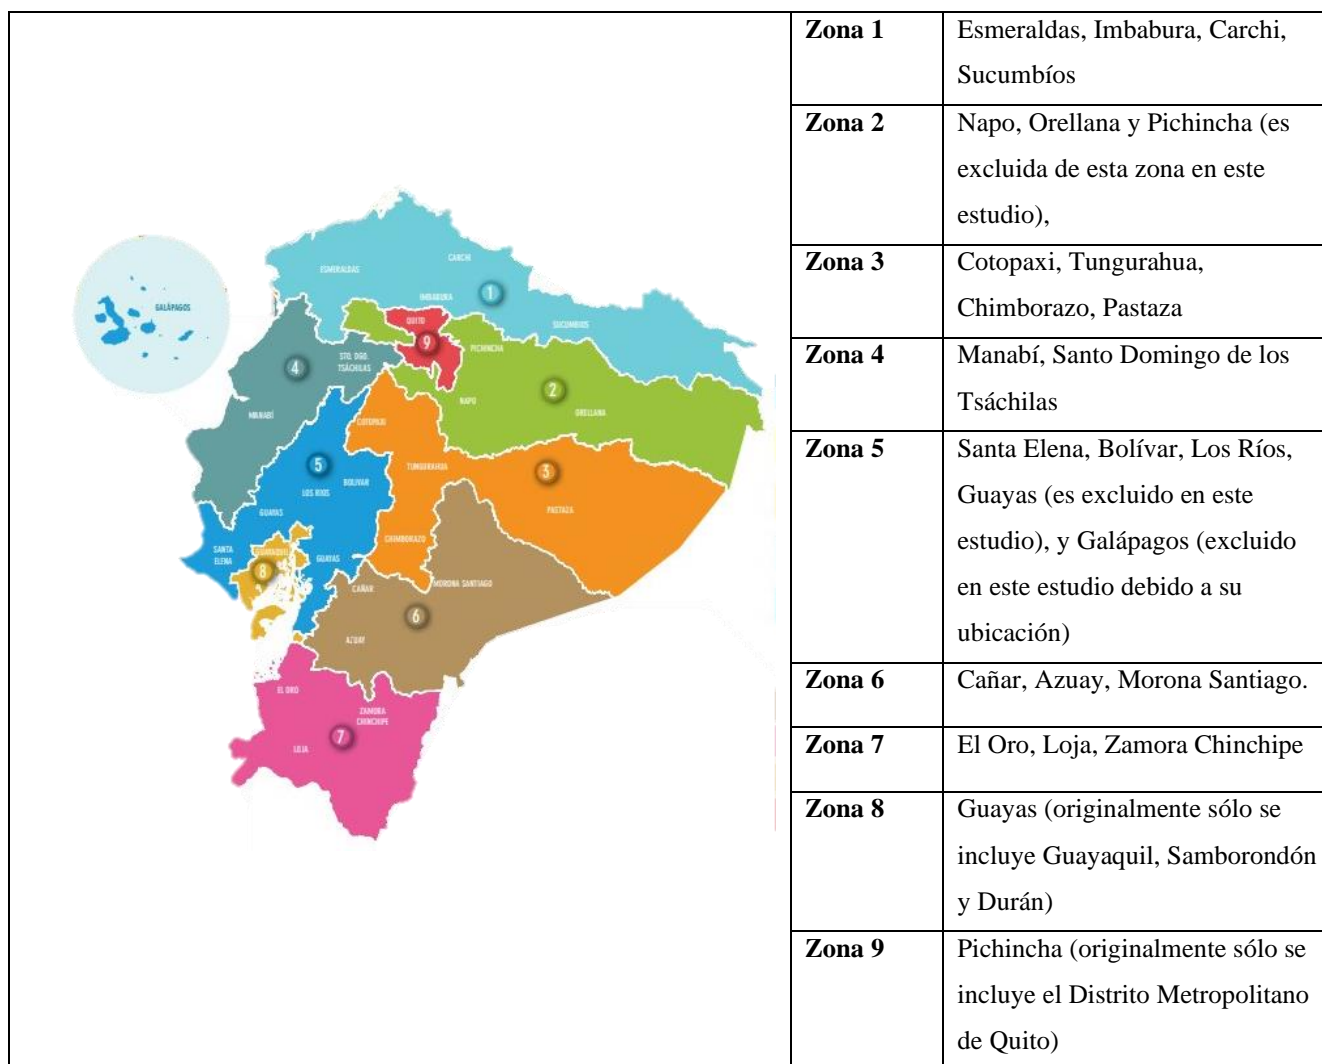 GALÁPAGOS
ESMERALDAS
CARCHI
IMBABURA
1
SUCUMBIOS
QUITO
9
PICHINCHA
STO. DGO.
TSÁCHILAS
4
MANABÍ
2
NAPO
ORELLANA
COTOPAXI
5
LOS RIOS
BOLIVAR
TUNGURAHUA
3
PASTAZA
GUAYAS
SANTA
ELENA
GUAYAQUIL
8
GUAYAS
CHIMBORAZO
CAÑAR
MORONA SANTIAGO
6
AZUAY
EL ORO
ZAMORA
CHINCHIPE
7
LOJA
Zona 1
Esmeraldas, Imbabura, Carchi,
Sucumbíos
Zona 2
Napo, Orellana y Pichincha (es
excluida de esta zona en este
estudio),
Zona 3
Cotopaxi, Tungurahua,
Chimborazo, Pastaza
Zona 4
Manabí, Santo Domingo de los
Tsáchilas
Zona 5
Santa Elena, Bolívar, Los Ríos,
Guayas (es excluido en este
estudio), y Galápagos (excluido
en este estudio debido a su
ubicación)
Zona 6
Cañar, Azuay, Morona Santiago.
Zona 7
El Oro, Loja, Zamora Chinchipe
Zona 8
Guayas (originalmente sólo se
incluye Guayaquil, Samborondón
y Durán)
Zona 9
Pichincha (originalmente sólo se
incluye el Distrito Metropolitano
de Quito)